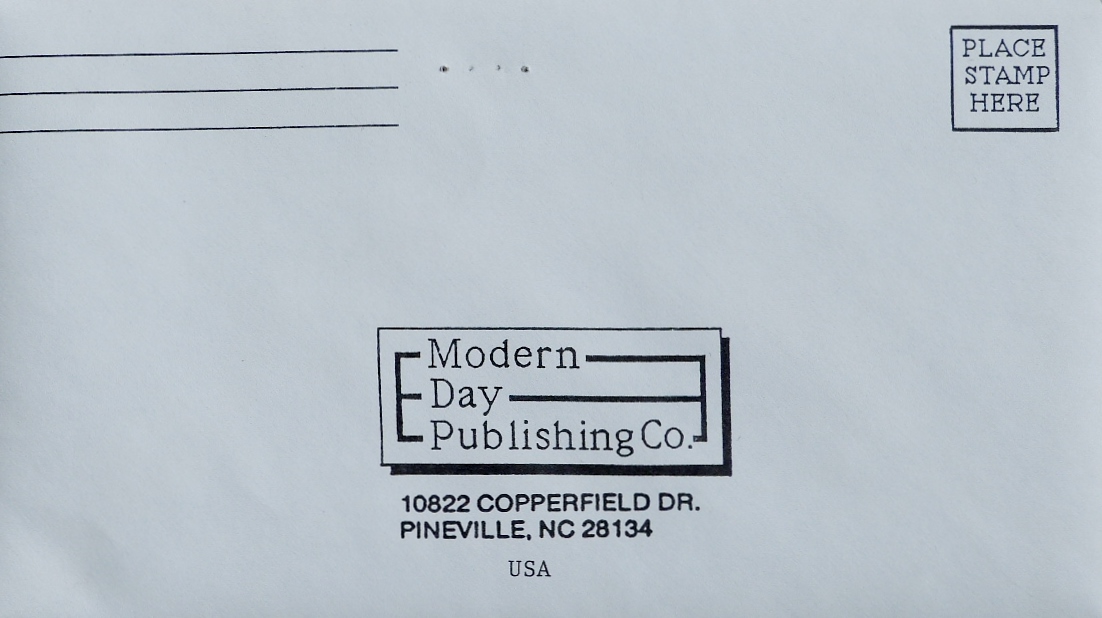 PLACE
STAMP
HERE
Modern
Day
Publishing Co.
10822 COPPERFIELD DR.
PINEVILLE, NC 28134
USA